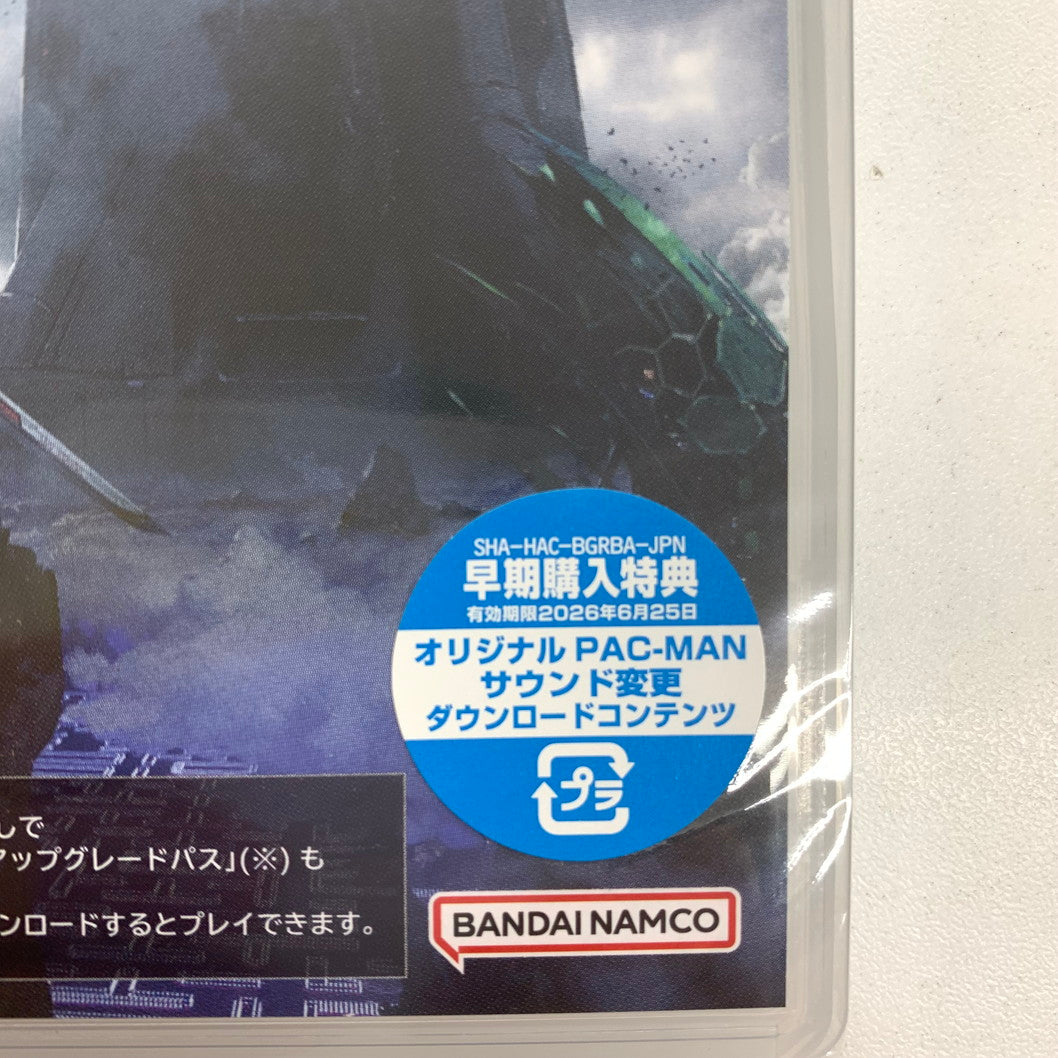 SHA-HAC-BGRBA-JPN
早期購入特典
有効期限2026年6月25日
オリジナル PAC-MAN
サウンド変更
ダウンロードコンテンツ
プラ
しで
アップグレードパス」(※) も
ンロードするとプレイできます。
BANDAI NAMCO